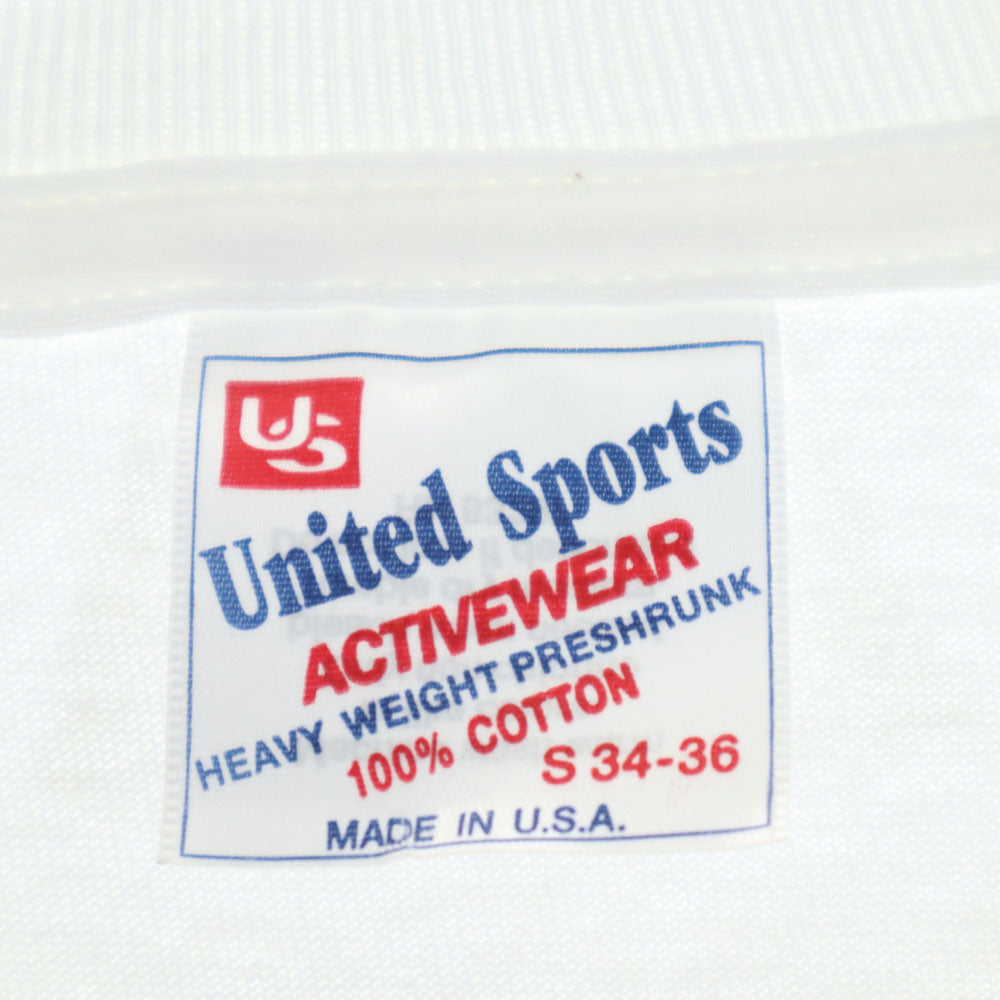 US
United Sports
ACTIVEWEAR
HEAVY WEIGHT PRESHRUNK
100% COTTON
S 34-36
MADE IN U.S.A.